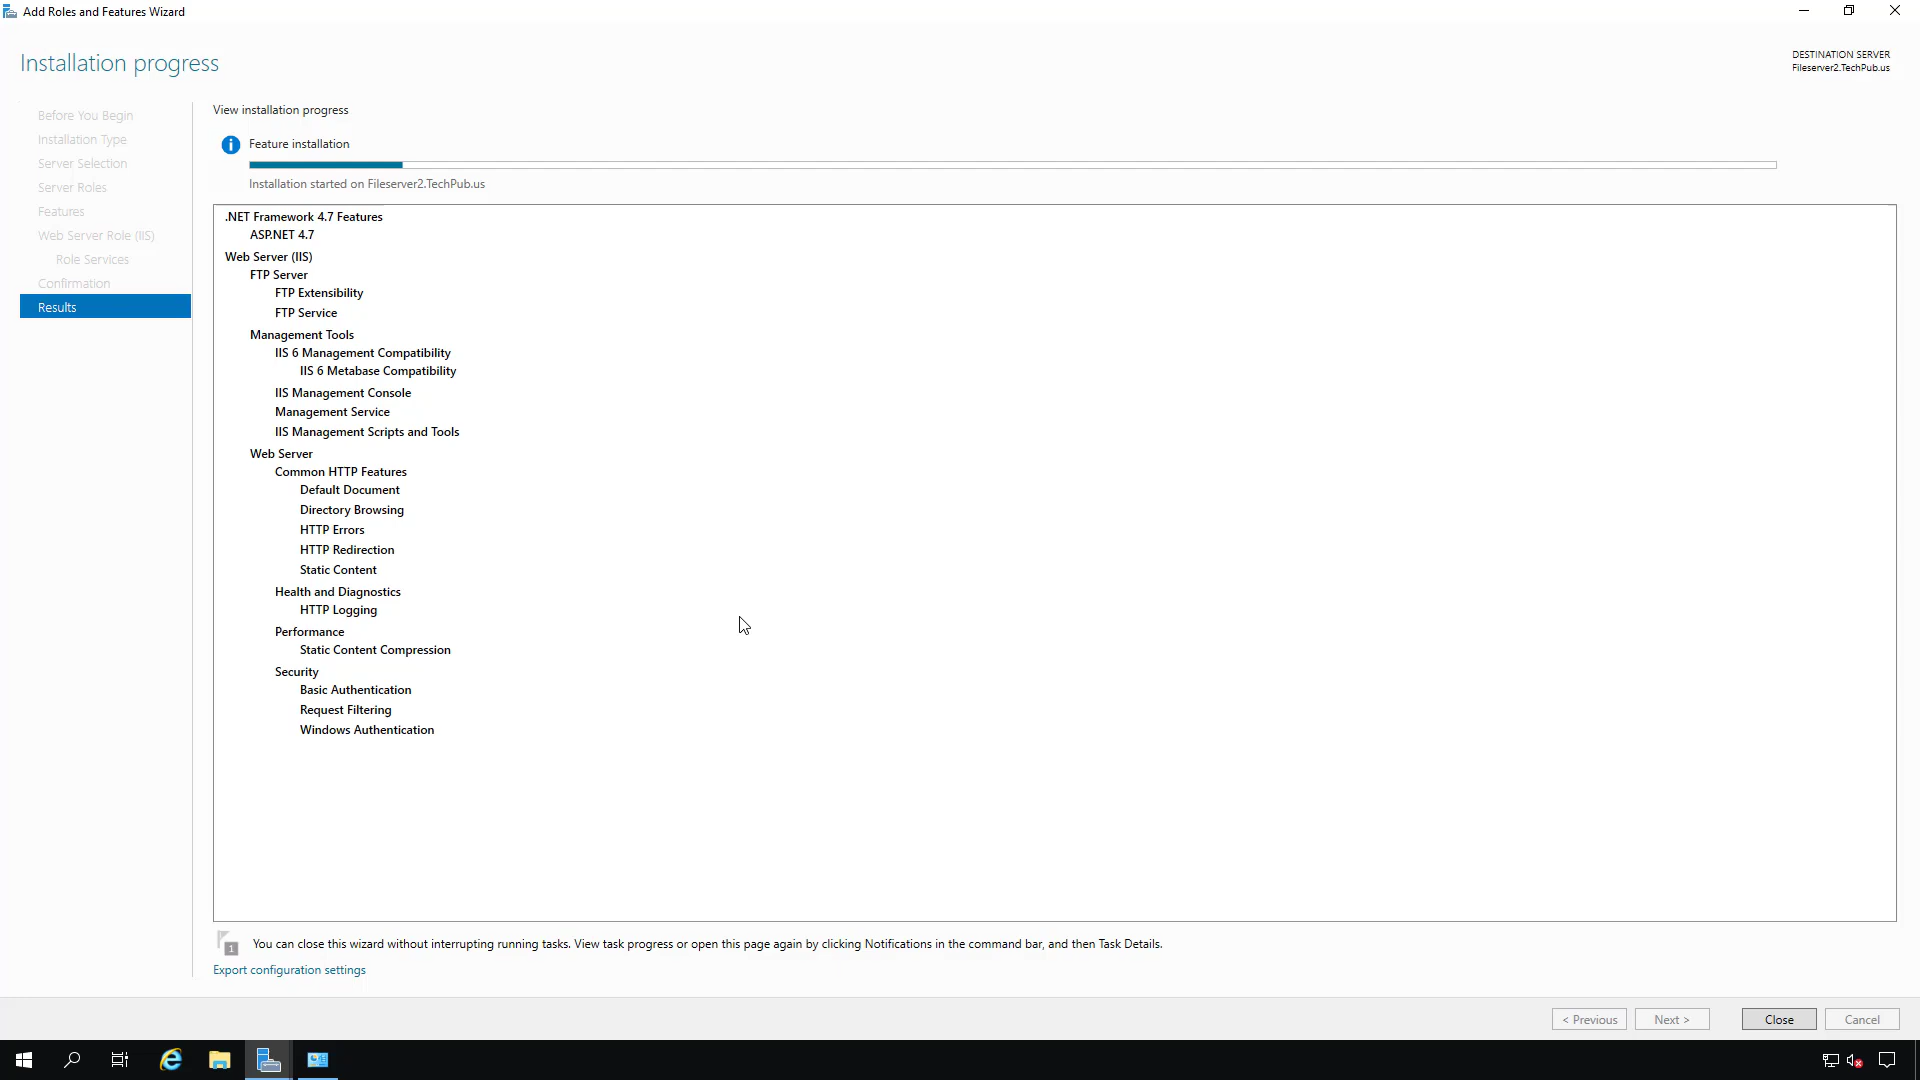 Add Roles and Features Wizard
Installation progress
DESTINATION SERVER
Fileserver2.TechPub.us
Before You Begin
Installation Type
Server Selection
Server Roles
Features
Web Server Role (IIS)
Role Services
Confirmation
Results
View installation progress
Feature installation
Installation started on Fileserver2.TechPub.us
.NET Framework 4.7 Features
ASP.NET 4.7
Web Server (IIS)
FTP Server
FTP Extensibility
FTP Service
Management Tools
IIS 6 Management Compatibility
IIS 6 Metabase Compatibility
IIS Management Console
Management Service
IIS Management Scripts and Tools
Web Server
Common HTTP Features
Default Document
Directory Browsing
HTTP Errors
HTTP Redirection
Static Content
Health and Diagnostics
HTTP Logging
Performance
Static Content Compression
Security
Basic Authentication
Request Filtering
Windows Authentication
1
You can close this wizard without interrupting running tasks. View task progress or open this page again by clicking Notifications in the command bar, and then Task Details.
Export configuration settings
< Previous
Next >
Close
Cancel